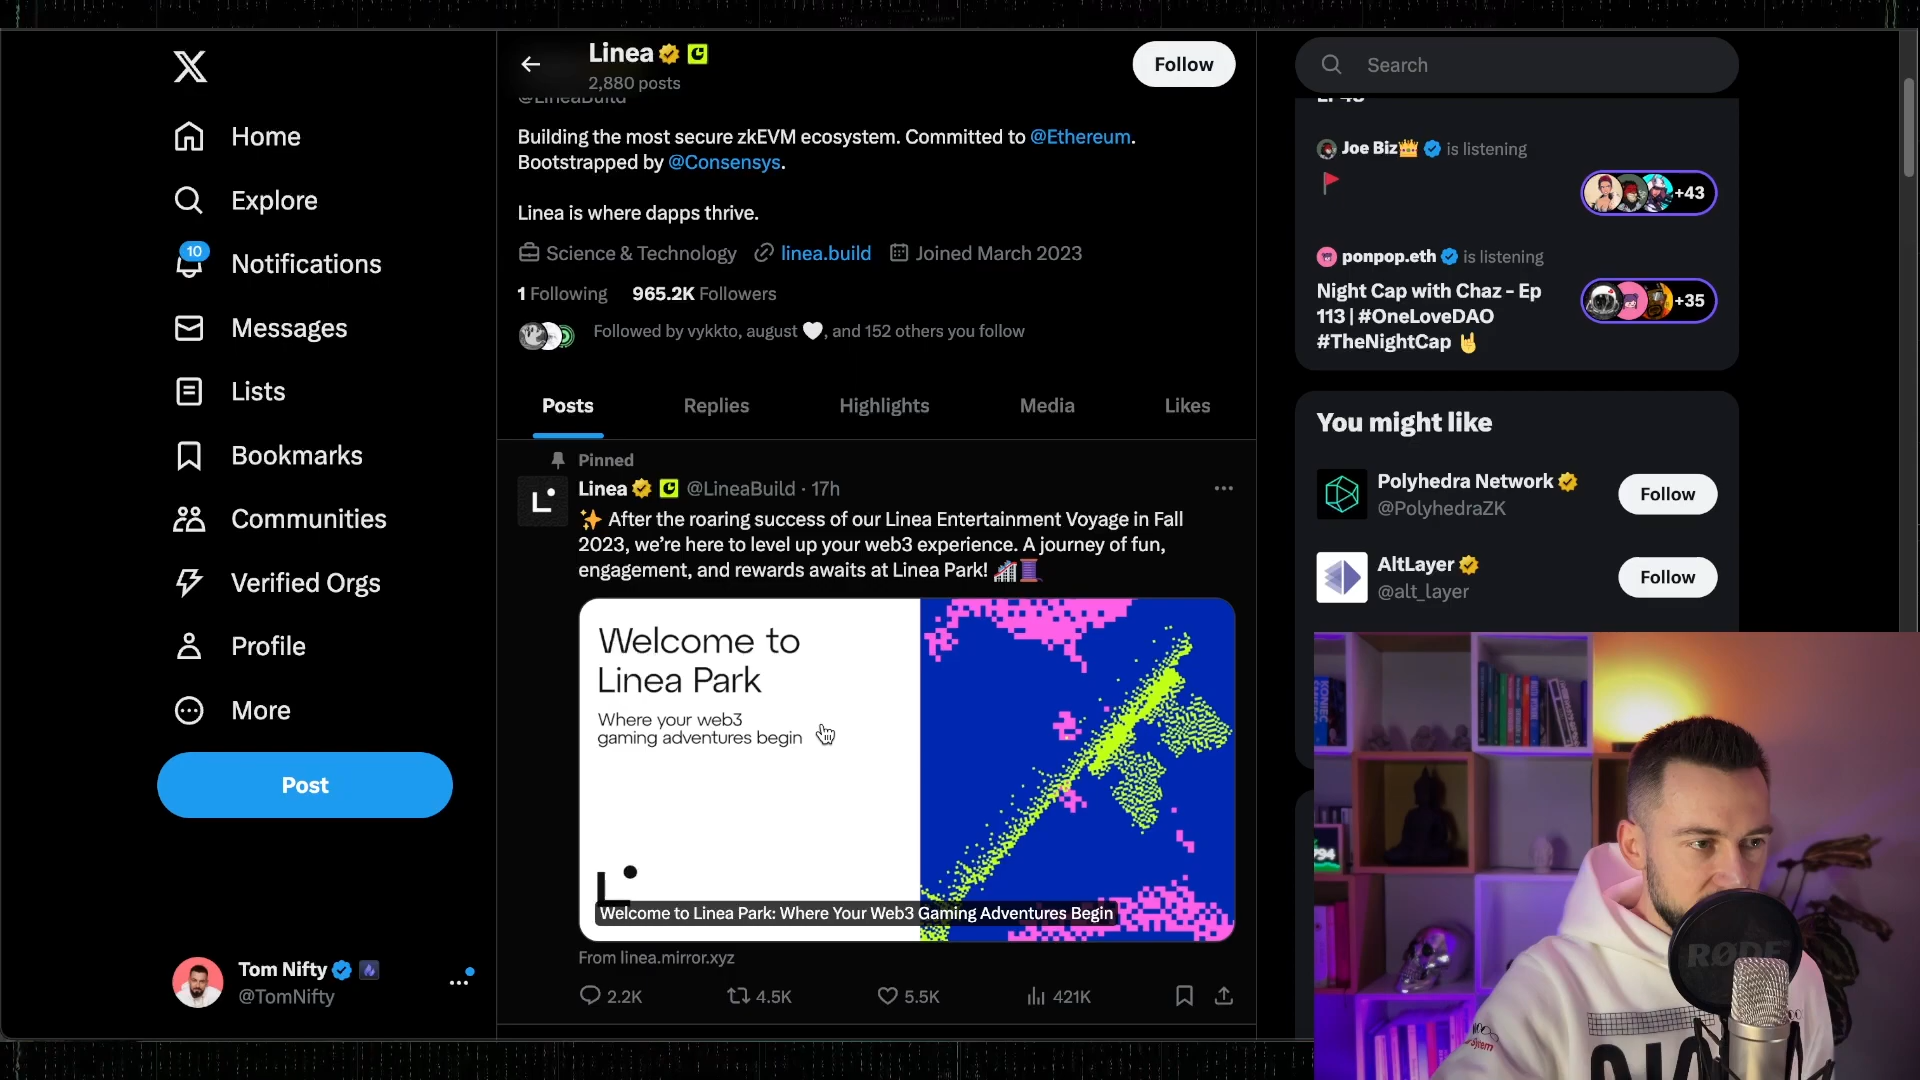 Home
Explore
10
Notifications
Messages
Lists
Bookmarks
Communities
Verified Orgs
Profile
More
Post
Tom Nifty
@TomNifty
Linea
2,880 posts
Follow
@LineaBuild
Building the most secure zkEVM ecosystem. Committed to @Ethereum.
Bootstrapped by @Consensys.
Linea is where dapps thrive.
Science & Technology linea.build Joined March 2023
1 Following 965.2K Followers
Followed by vykkto, august 🤍, and 152 others you follow
Posts Replies Highlights Media Likes
Pinned
Linea @LineaBuild · 17h
✨ After the roaring success of our Linea Entertainment Voyage in Fall
2023, we’re here to level up your web3 experience. A journey of fun,
engagement, and rewards awaits at Linea Park! 🎢🧵
Welcome to
Linea Park
Where your web3
gaming adventures begin
Welcome to Linea Park: Where Your Web3 Gaming Adventures Begin
From linea.mirror.xyz
2.2K 4.5K 5.5K 421K
Search
Joe Biz👑 is listening
🚩
+43
ponpop.eth is listening
Night Cap with Chaz - Ep
113 | #OneLoveDAO
#TheNightCap 🤘
+35
You might like
Polyhedra Network
@PolyhedraZK
Follow
AltLayer
@alt_layer
Follow
RØDE